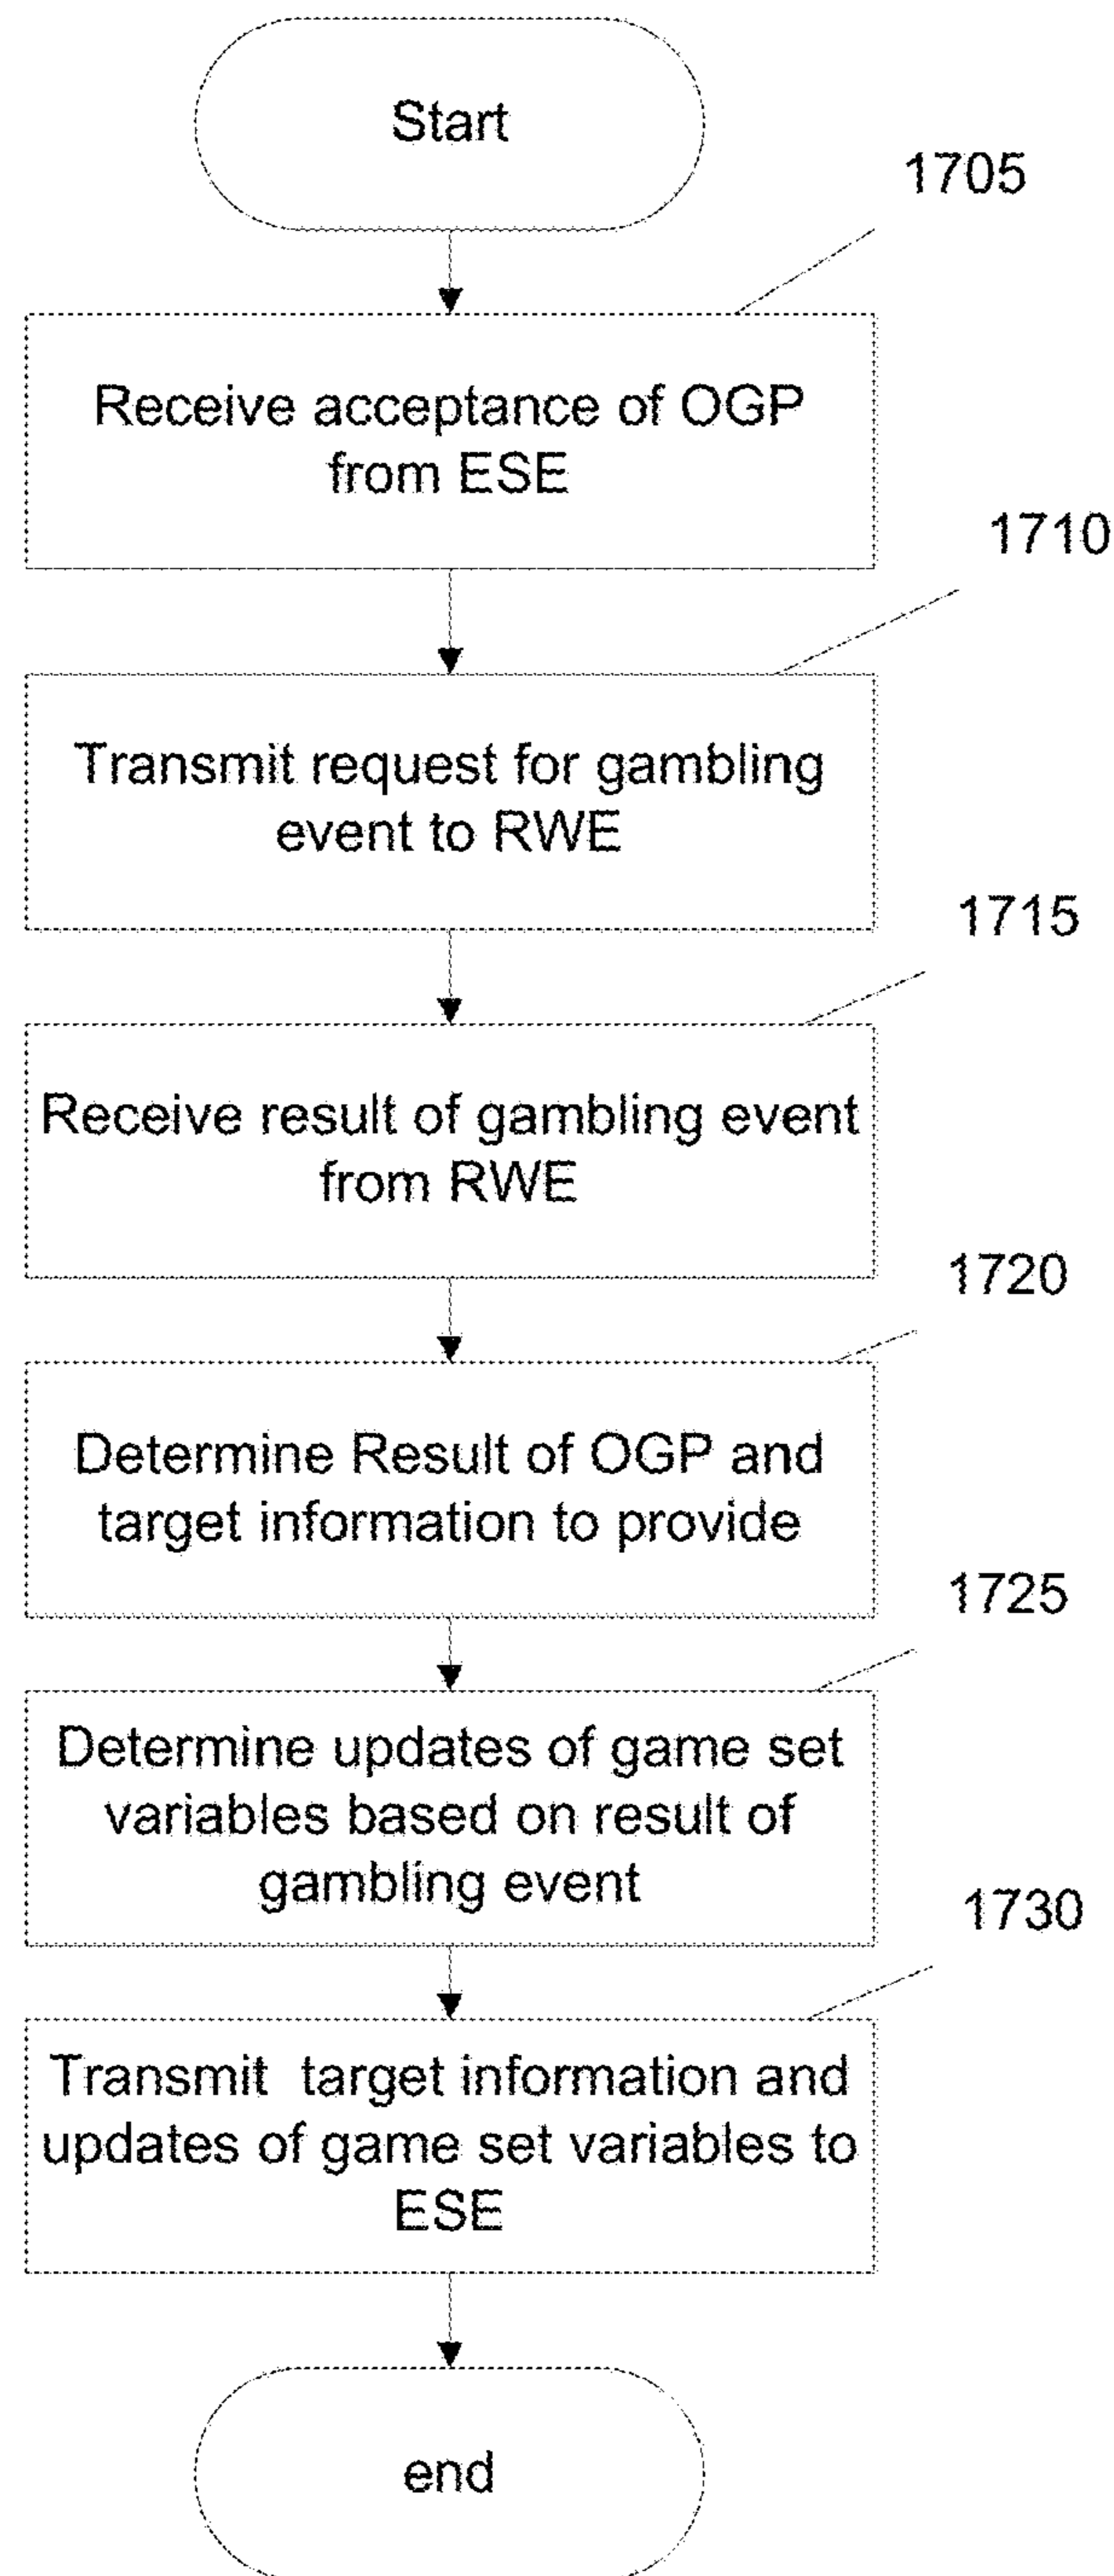 Start
1705
Receive acceptance of OGP
from ESE
1710
Transmit request for gambling
event to RWE
1715
Receive result of gambling event
from RWE
1720
Determine Result of OGP and
target information to provide
1725
Determine updates of game set
variables based on result of
gambling event
1730
Transmit target information and
updates of game set variables to
ESE
end